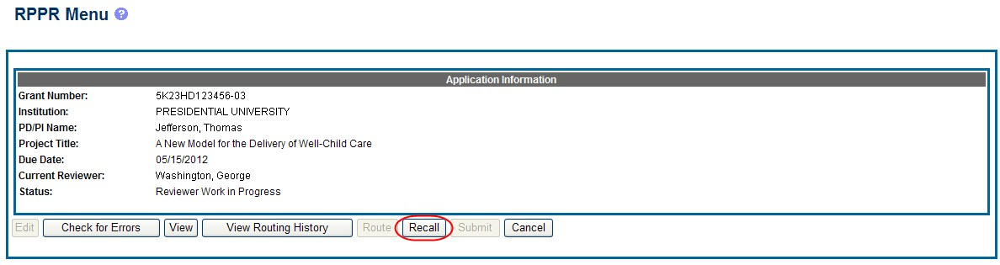 RPPR Menu ?
Application Information
Grant Number: 5K23HD123456-03
Institution: PRESIDENTIAL UNIVERSITY
PD/PI Name: Jefferson, Thomas
Project Title: A New Model for the Delivery of Well-Child Care
Due Date: 05/15/2012
Current Reviewer: Washington, George
Status: Reviewer Work in Progress
Edit Check for Errors View View Routing History Route Recall Submit Cancel